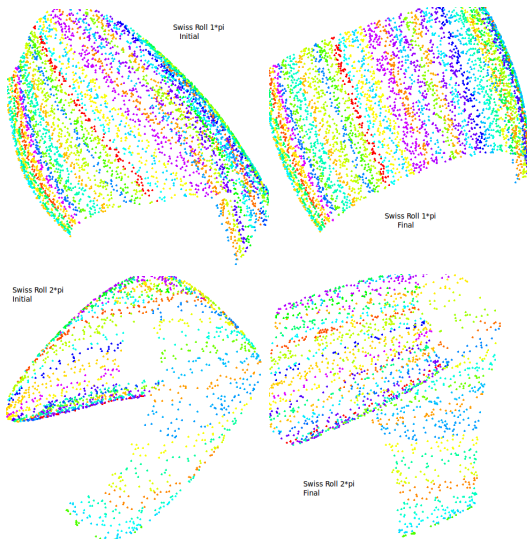 Swiss Roll 1*pi
Initial
Swiss Roll 1*pi
Final
Swiss Roll 2*pi
Initial
Swiss Roll 2*pi
Final